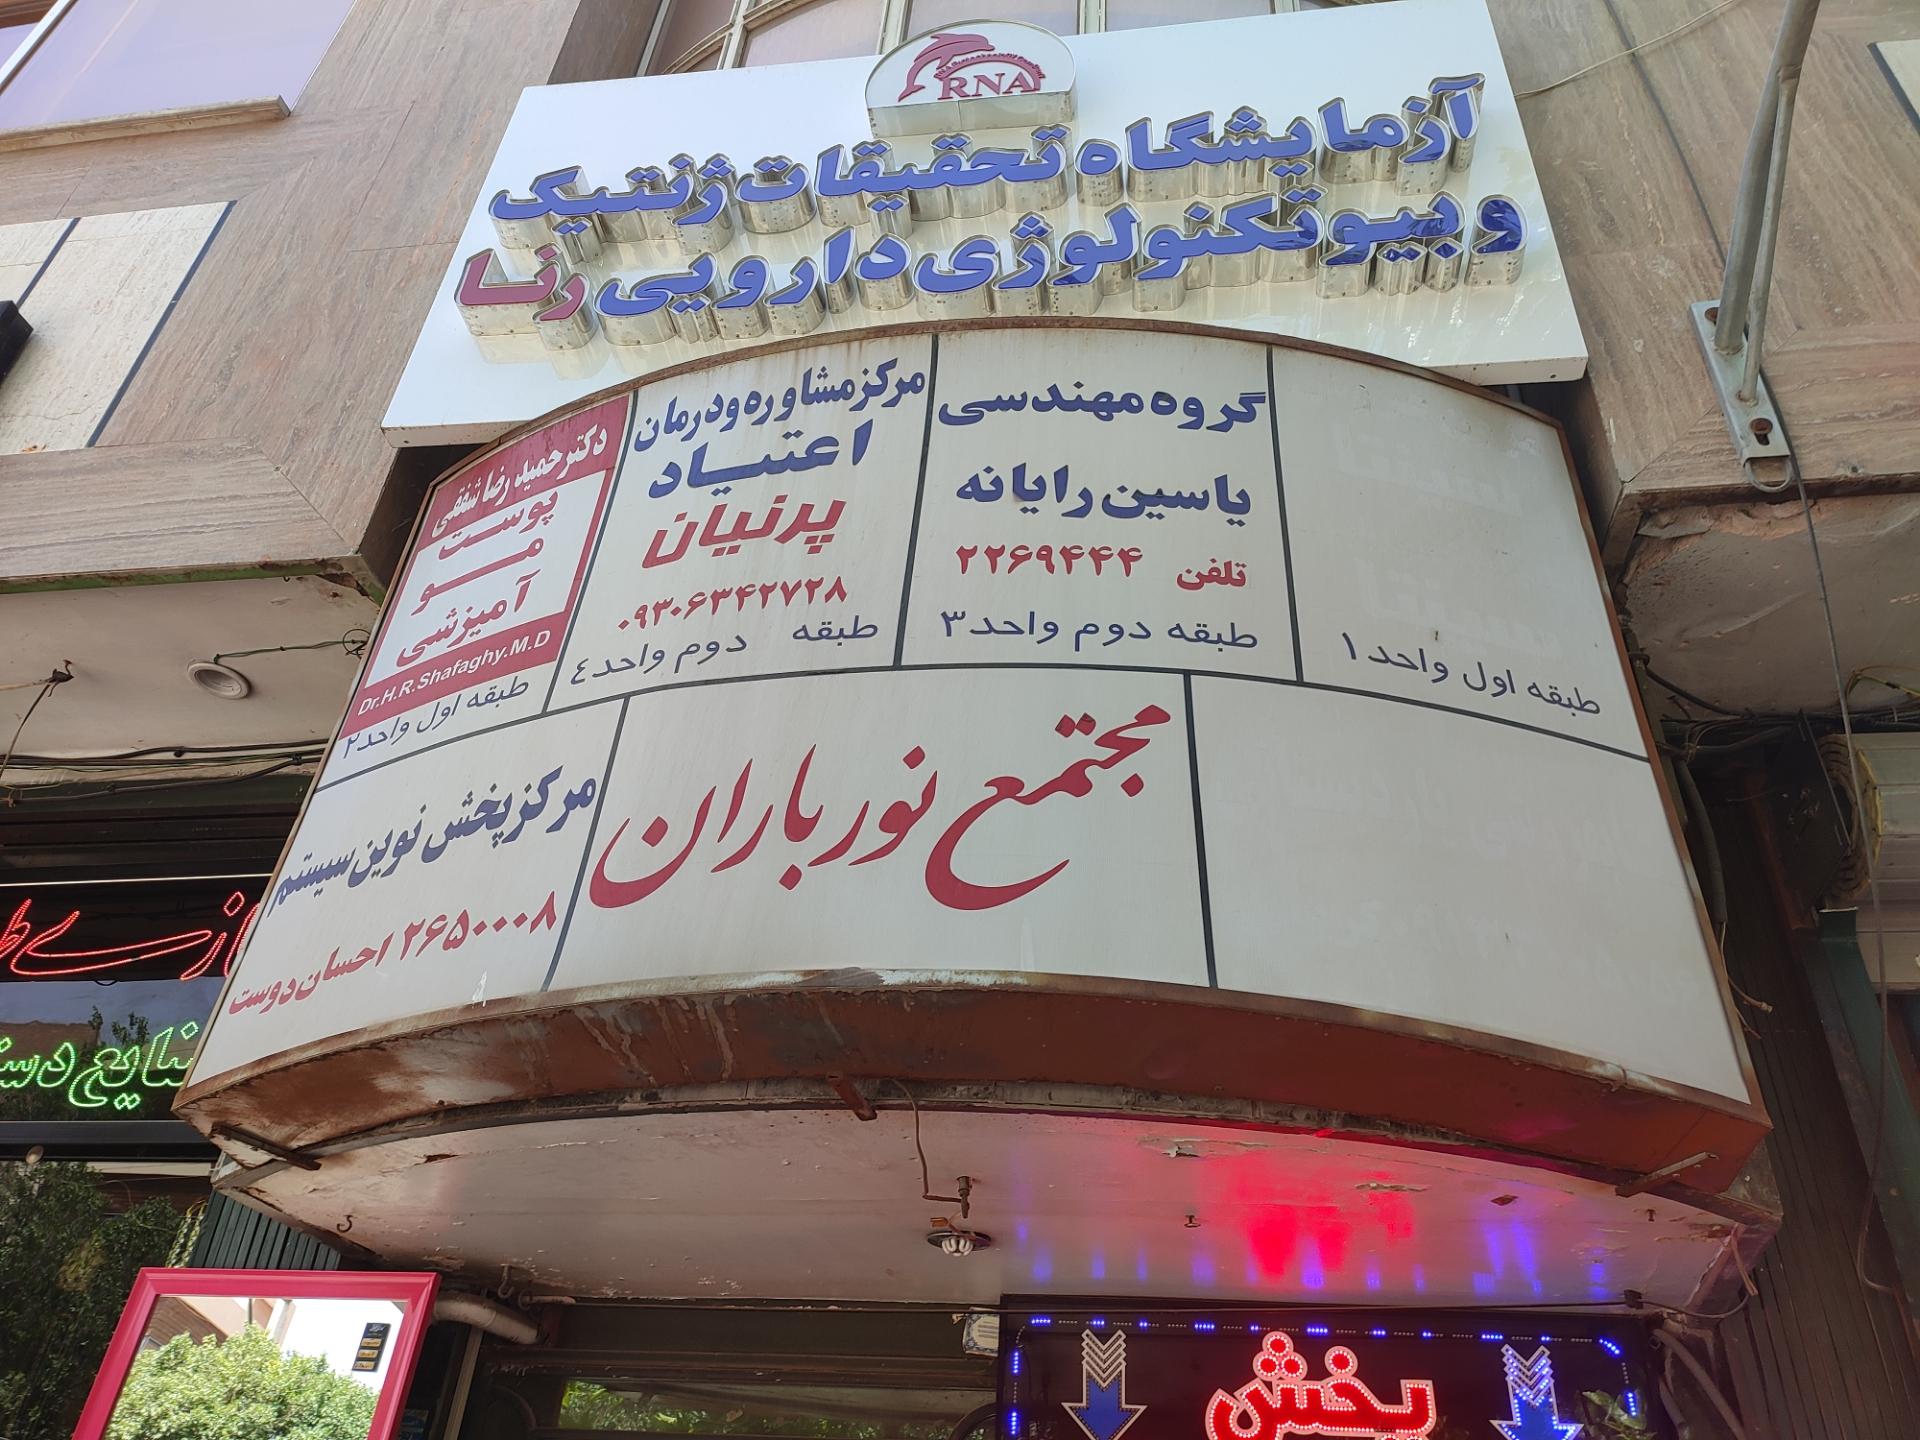 RNA
آزمایشگاه تحقیقات ژنتیک
و بیوتکنولوژی دارویی رنا
گروه مهندسی
یاسین رایانه
تلفن ۲۲۶۹۴۴۴
طبقه دوم واحد ۳
مرکز مشاوره و درمان
اعتیاد
پرنیان
۰۹۳۰۶۳۴۲۷۲۸
طبقه دوم واحد ٤
دکتر حمید رضا شفقی
پوست
مو
آمیزشی
Dr.H.R.Shafaghy.M.D
طبقه اول واحد ۲
طبقه اول واحد ۱
مجتمع نور باران
مرکز پخش نوین سیستم
۲۶۵۰۰۰۸ احسان دوست
پخش